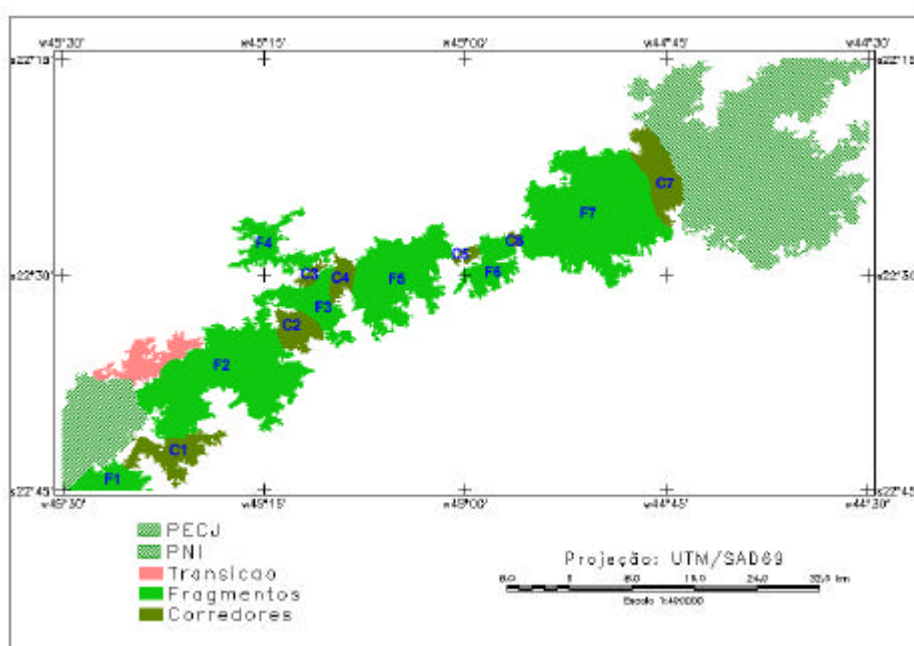 w45°30' w45°15' w45°00' w44°45' w44°30'
s22°15' s22°15'
C7
F7
F4
C6
C5
s22°30' C3 C4 F5 F6 s22°30'
F3
C2
F2
C1
F1
s22°45' s22°45'
w45°30' w45°15' w45°00' w44°45' w44°30'
PECJ
PNI
Transicao
Fragmentos
Corredores
Projeção: UTM/SAD69
8.0 0 8.0 16.0 24.0 32.0 km